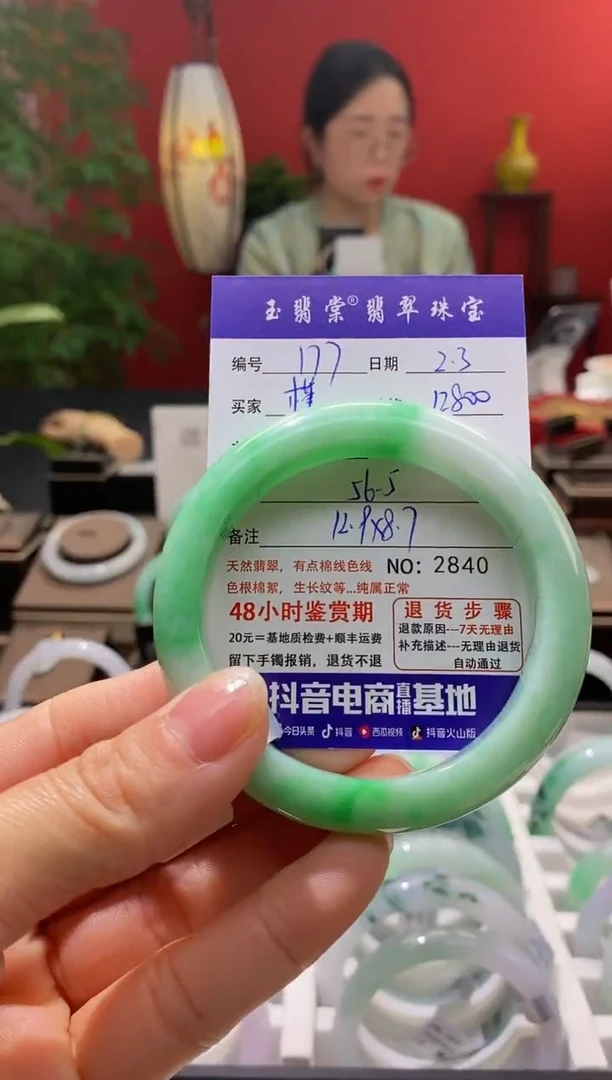 玉翡棠®翡翠珠宝
编号 177 日期 2.3
买家 12800
56.5
备注 12.9x8.7
天然翡翠，有点棉线色线 NO: 2840
色根棉絮，生长纹等...纯属正常
48小时鉴赏期
20元=基地质检费+顺丰运费
留下手镯报销，退货不退
退货步骤
退款原因---7天无理由
补充描述---无理由退货
自动通过
抖音电商直播基地
今日头条 抖音 西瓜视频 抖音火山版